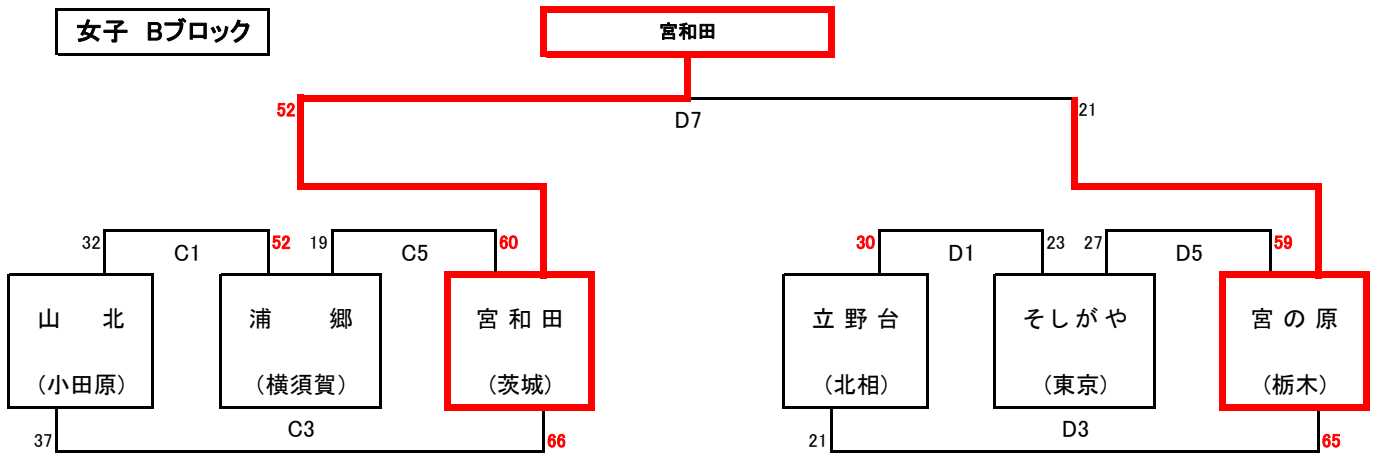 女子 Bブロック
宮和田
52 21
D7
32 52 19 60 30 23 27 59
C1 C5 D1 D5
山 北 浦 郷 宮和田 立野台 そしがや 宮の原
(小田原) (横須賀) (茨城) (北相) (東京) (栃木)
C3 D3
37 66 21 65